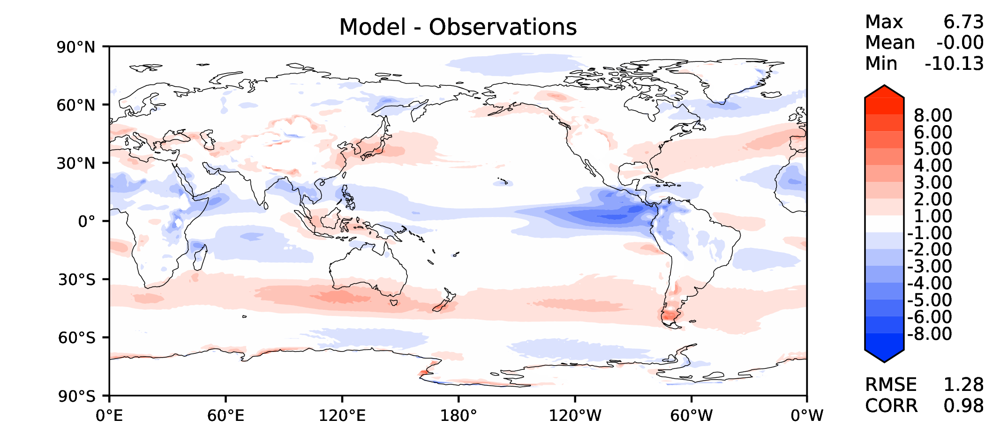 Model - Observations
Max 6.73
Mean -0.00
Min -10.13
90°N
60°N
30°N
0°
30°S
60°S
90°S
0°E
60°E
120°E
180°
120°W
60°W
0°W
8.00
6.00
5.00
4.00
3.00
2.00
1.00
-1.00
-2.00
-3.00
-4.00
-5.00
-6.00
-8.00
RMSE 1.28
CORR 0.98